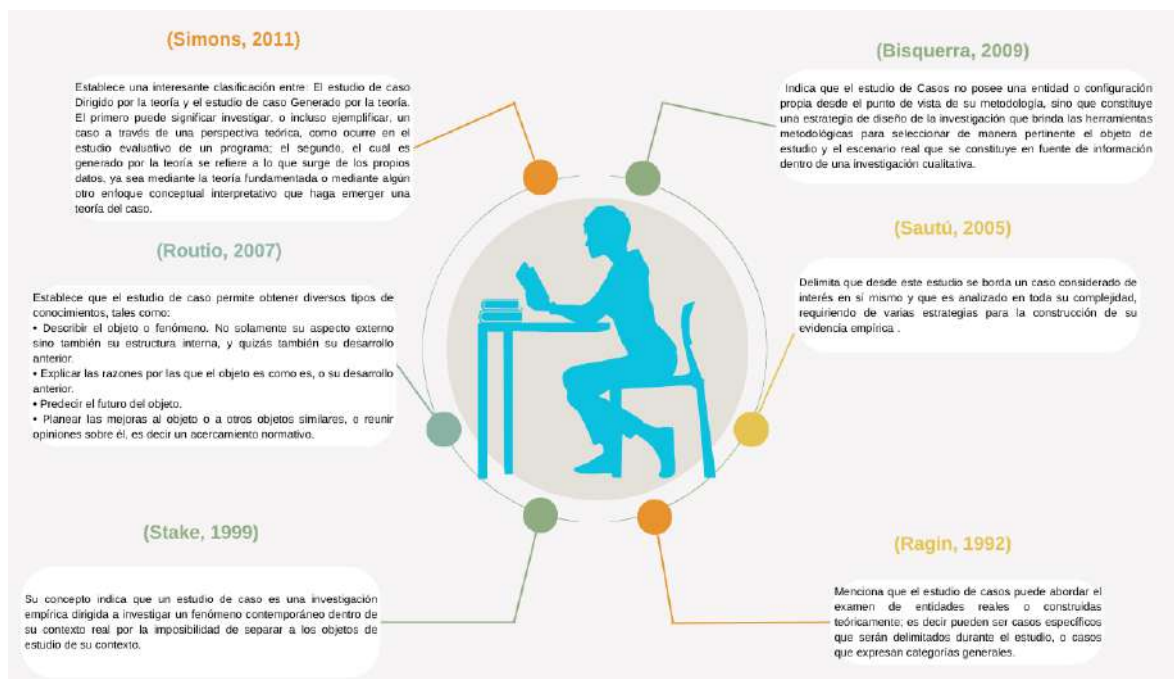 (Simons, 2011)
Establece una interesante clasificación entre: El estudio de caso
Dirigido por la teoría y el estudio de caso Generado por la teoría.
El primero puede significar investigar, o incluso ejemplificar, un
caso a través de una perspectiva teórica, como ocurre en el
estudio evaluativo de un programa; el segundo, el cual es
generado por la teoría se refiere a lo que surge de los propios
datos, ya sea mediante la teoría fundamentada o mediante algún
otro enfoque conceptual interpretativo que haga emerger una
teoría del caso.
(Bisquerra, 2009)
Indica que el estudio de Casos no posee una entidad o configuración
propia desde el punto de vista de su metodología, sino que constituye
una estrategia de diseño de la investigación que brinda las herramientas
metodológicas para seleccionar de manera pertinente el objeto de
estudio y el escenario real que se constituye en fuente de información
dentro de una investigación cualitativa.
(Routio, 2007)
Establece que el estudio de caso permite obtener diversos tipos de
conocimientos, tales como:
• Describir el objeto o fenómeno. No solamente su aspecto externo
sino también su estructura interna, y quizás también su desarrollo
anterior.
• Explicar las razones por las que el objeto es como es, o su desarrollo
anterior.
• Predecir el futuro del objeto.
• Planear las mejoras al objeto o a otros objetos similares, o reunir
opiniones sobre él, es decir un acercamiento normativo.
(Sautú, 2005)
Delimita que desde este estudio se borda un caso considerado de
interés en sí mismo y que es analizado en toda su complejidad,
requiriendo de varias estrategias para la construcción de su
evidencia empírica .
(Stake, 1999)
Su concepto indica que un estudio de caso es una investigación
empírica dirigida a investigar un fenómeno contemporáneo dentro de
su contexto real por la imposibilidad de separar a los objetos de
estudio de su contexto.
(Ragin, 1992)
Menciona que el estudio de casos puede abordar el
examen de entidades reales o construidas
teóricamente; es decir pueden ser casos específicos
que serán delimitados durante el estudio, o casos
que expresan categorías generales.